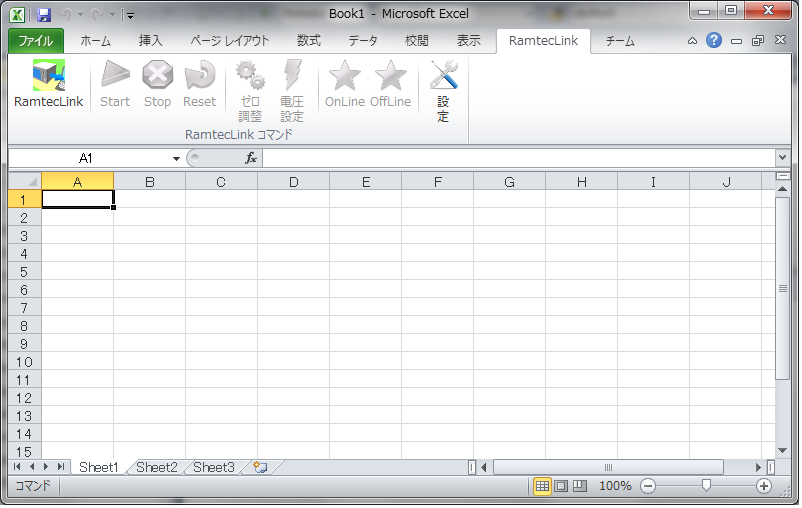 Book1 - Microsoft Excel
ファイル ホーム 挿入 ページ レイアウト 数式 データ 校閲 表示 RamtecLink チーム
RamtecLink Start Stop Reset ゼロ 電圧 OnLine OffLine 設
調整 設定 定
RamtecLink コマンド
A1 fx
A B C D E F G H I J
1
2
3
4
5
6
7
8
9
10
11
12
13
14
15
Sheet1 Sheet2 Sheet3
コマンド 100%